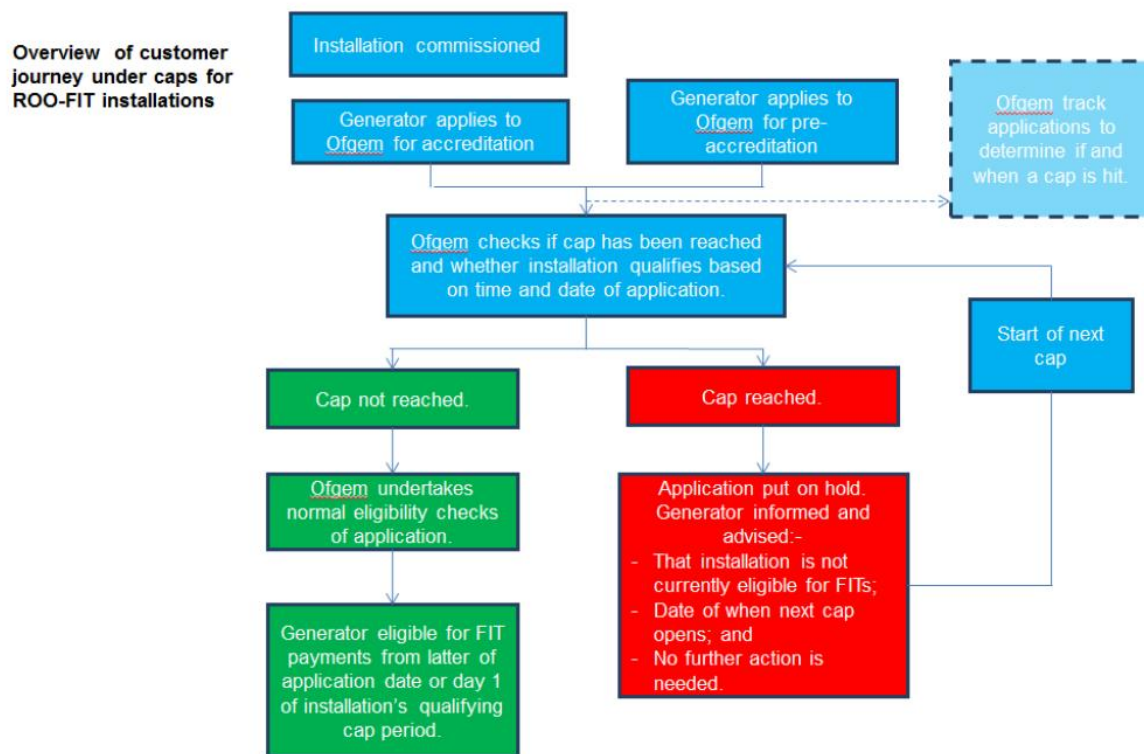 Overview of customer
journey under caps for
ROO-FIT installations
Installation commissioned
Generator applies to
Ofgem for accreditation
Generator applies to
Ofgem for pre-
accreditation
Ofgem track
applications to
determine if and
when a cap is hit.
Ofgem checks if cap has been reached
and whether installation qualifies based
on time and date of application.
Start of next
cap
Cap not reached.
Cap reached.
Ofgem undertakes
normal eligibility checks
of application.
Application put on hold.
Generator informed and
advised:-
- That installation is not
currently eligible for FITs;
- Date of when next cap
opens; and
- No further action is
needed.
Generator eligible for FIT
payments from latter of
application date or day 1
of installation's qualifying
cap period.